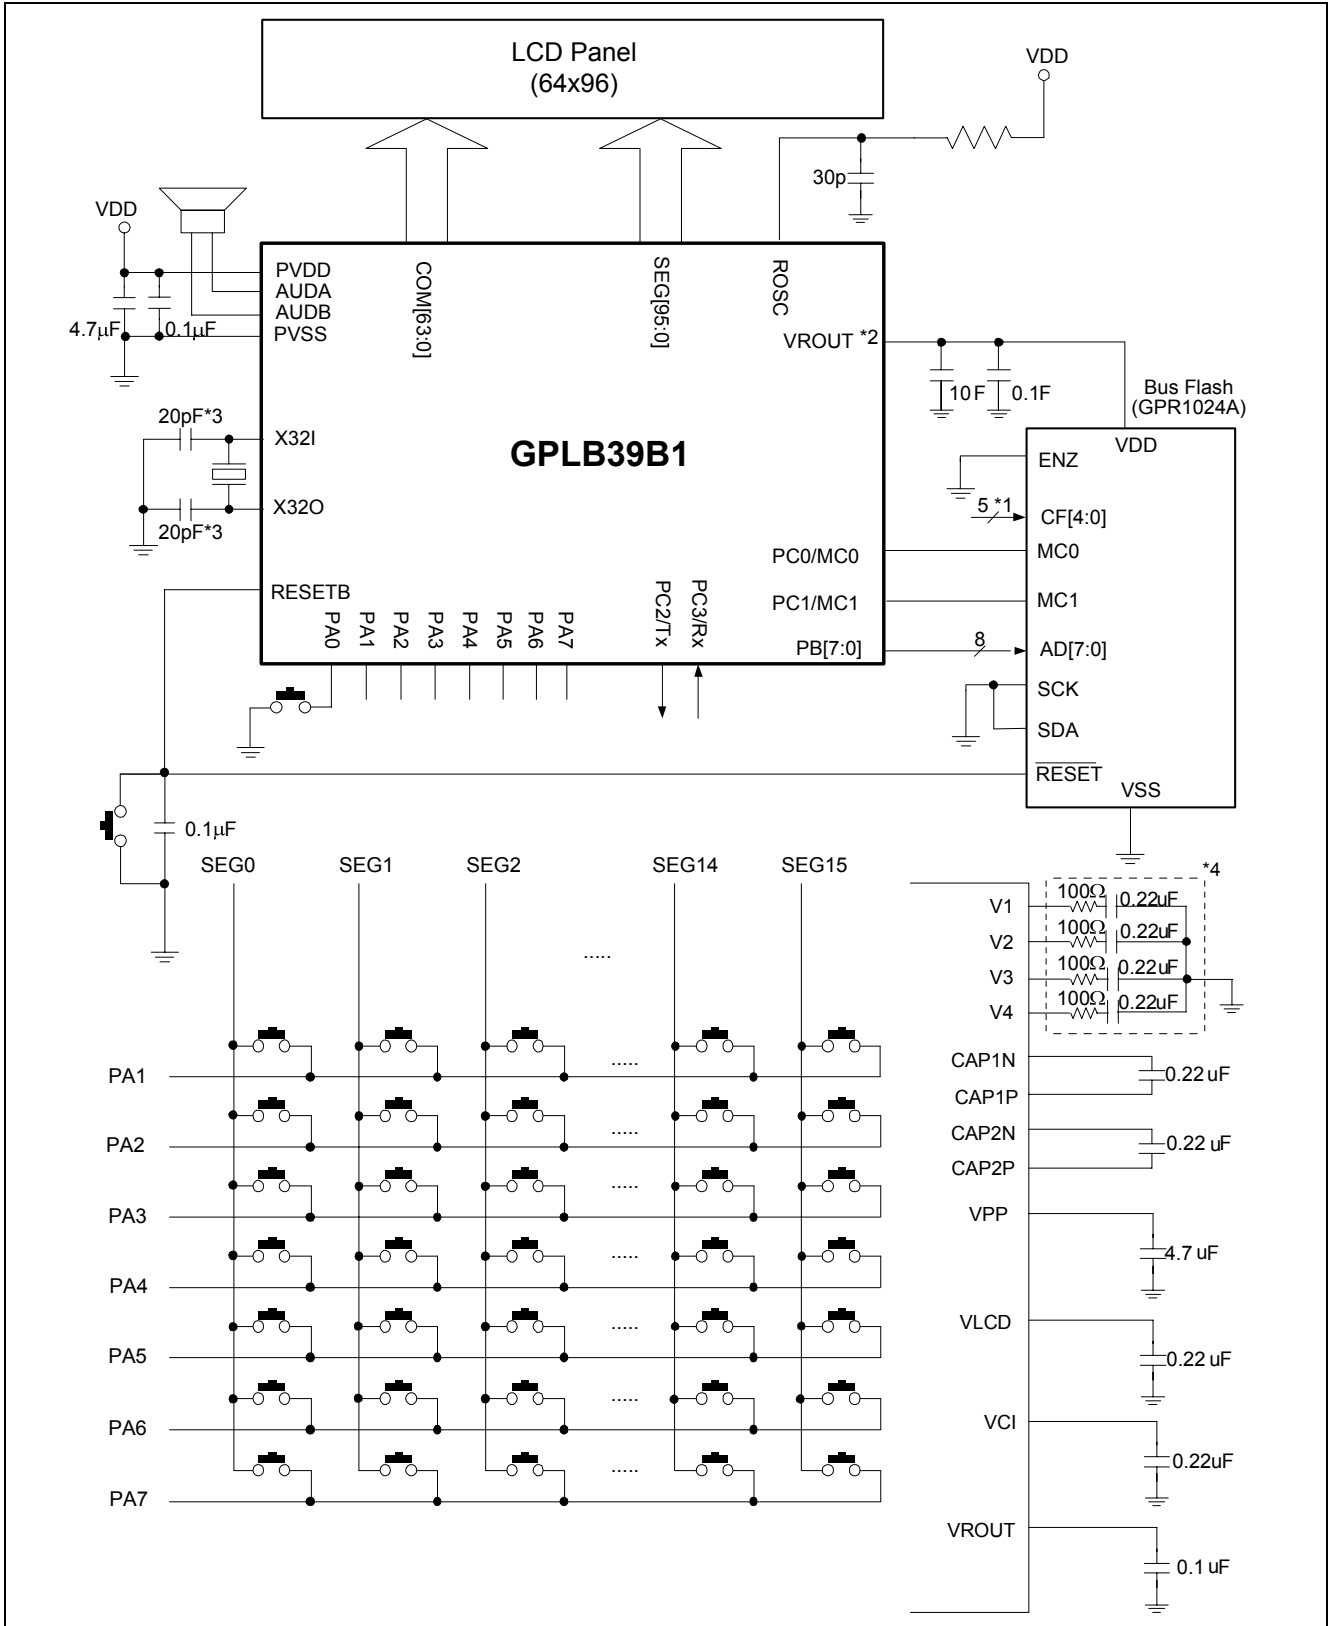 LCD Panel
(64x96)
VDD
30p
VDD
4.7μF
0.1μF
PVDD
AUDA
AUDB
PVSS
COM[63:0]
SEG[95:0]
ROSC
VROUT *2
10F
0.1F
Bus Flash
(GPR1024A)
20pF*3
X32I
GPLB39B1
X32O
20pF*3
VDD
ENZ
5 *1
CF[4:0]
PC0/MC0
MC0
RESETB
PC1/MC1
MC1
PA0
PA1
PA2
PA3
PA4
PA5
PA6
PA7
PC2/Tx
PC3/Rx
PB[7:0]
8
AD[7:0]
SCK
SDA
RESET
VSS
0.1μF
SEG0
SEG1
SEG2
SEG14
SEG15
.....
*4
V1
100Ω
0.22uF
V2
100Ω
0.22uF
V3
100Ω
0.22uF
V4
100Ω
0.22uF
PA1
.....
PA2
.....
PA3
.....
PA4
.....
PA5
.....
PA6
.....
PA7
.....
CAP1N
CAP1P
0.22 uF
CAP2N
CAP2P
0.22 uF
VPP
4.7 uF
VLCD
0.22 uF
VCI
0.22uF
VROUT
0.1 uF